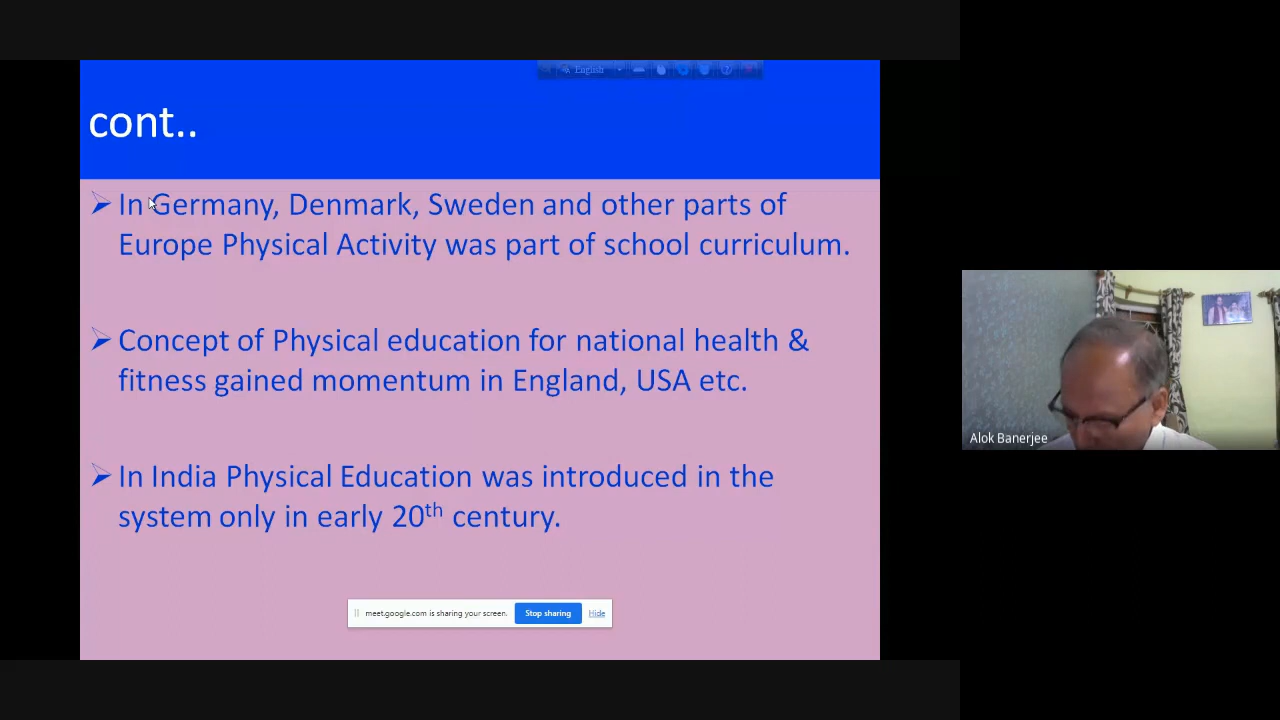 English
cont..
In Germany, Denmark, Sweden and other parts of
Europe Physical Activity was part of school curriculum.
Concept of Physical education for national health &
fitness gained momentum in England, USA etc.
In India Physical Education was introduced in the
system only in early 20th century.
meet.google.com is sharing your screen. Stop sharing Hide
Alok Banerjee